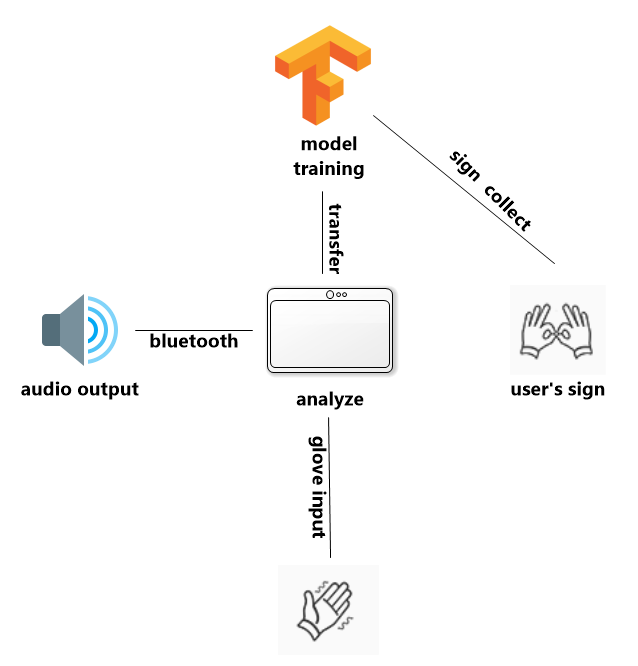 model
training
sign collect
transfer
bluetooth
audio output
analyze
user's sign
glove input